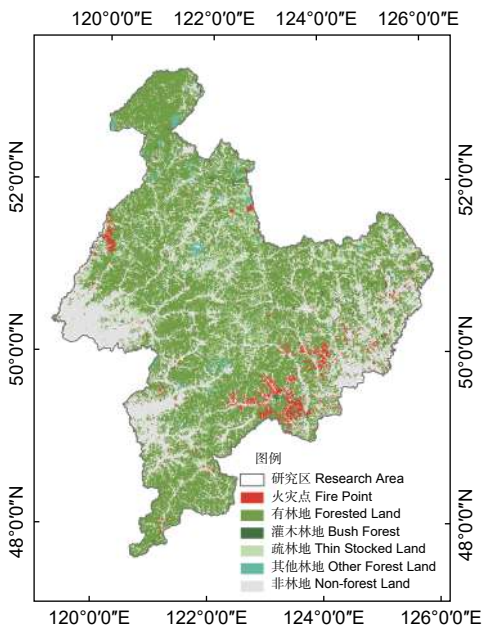 120°0′0″E 122°0′0″E 124°0′0″E 126°0′0″E
52°0′0″N
52°0′0″N
50°0′0″N
50°0′0″N
48°0′0″N
48°0′0″N
图例
研究区 Research Area
火灾点 Fire Point
有林地 Forested Land
灌木林地 Bush Forest
疏林地 Thin Stocked Land
其他林地 Other Forest Land
非林地 Non-forest Land
120°0′0″E 122°0′0″E 124°0′0″E 126°0′0″E